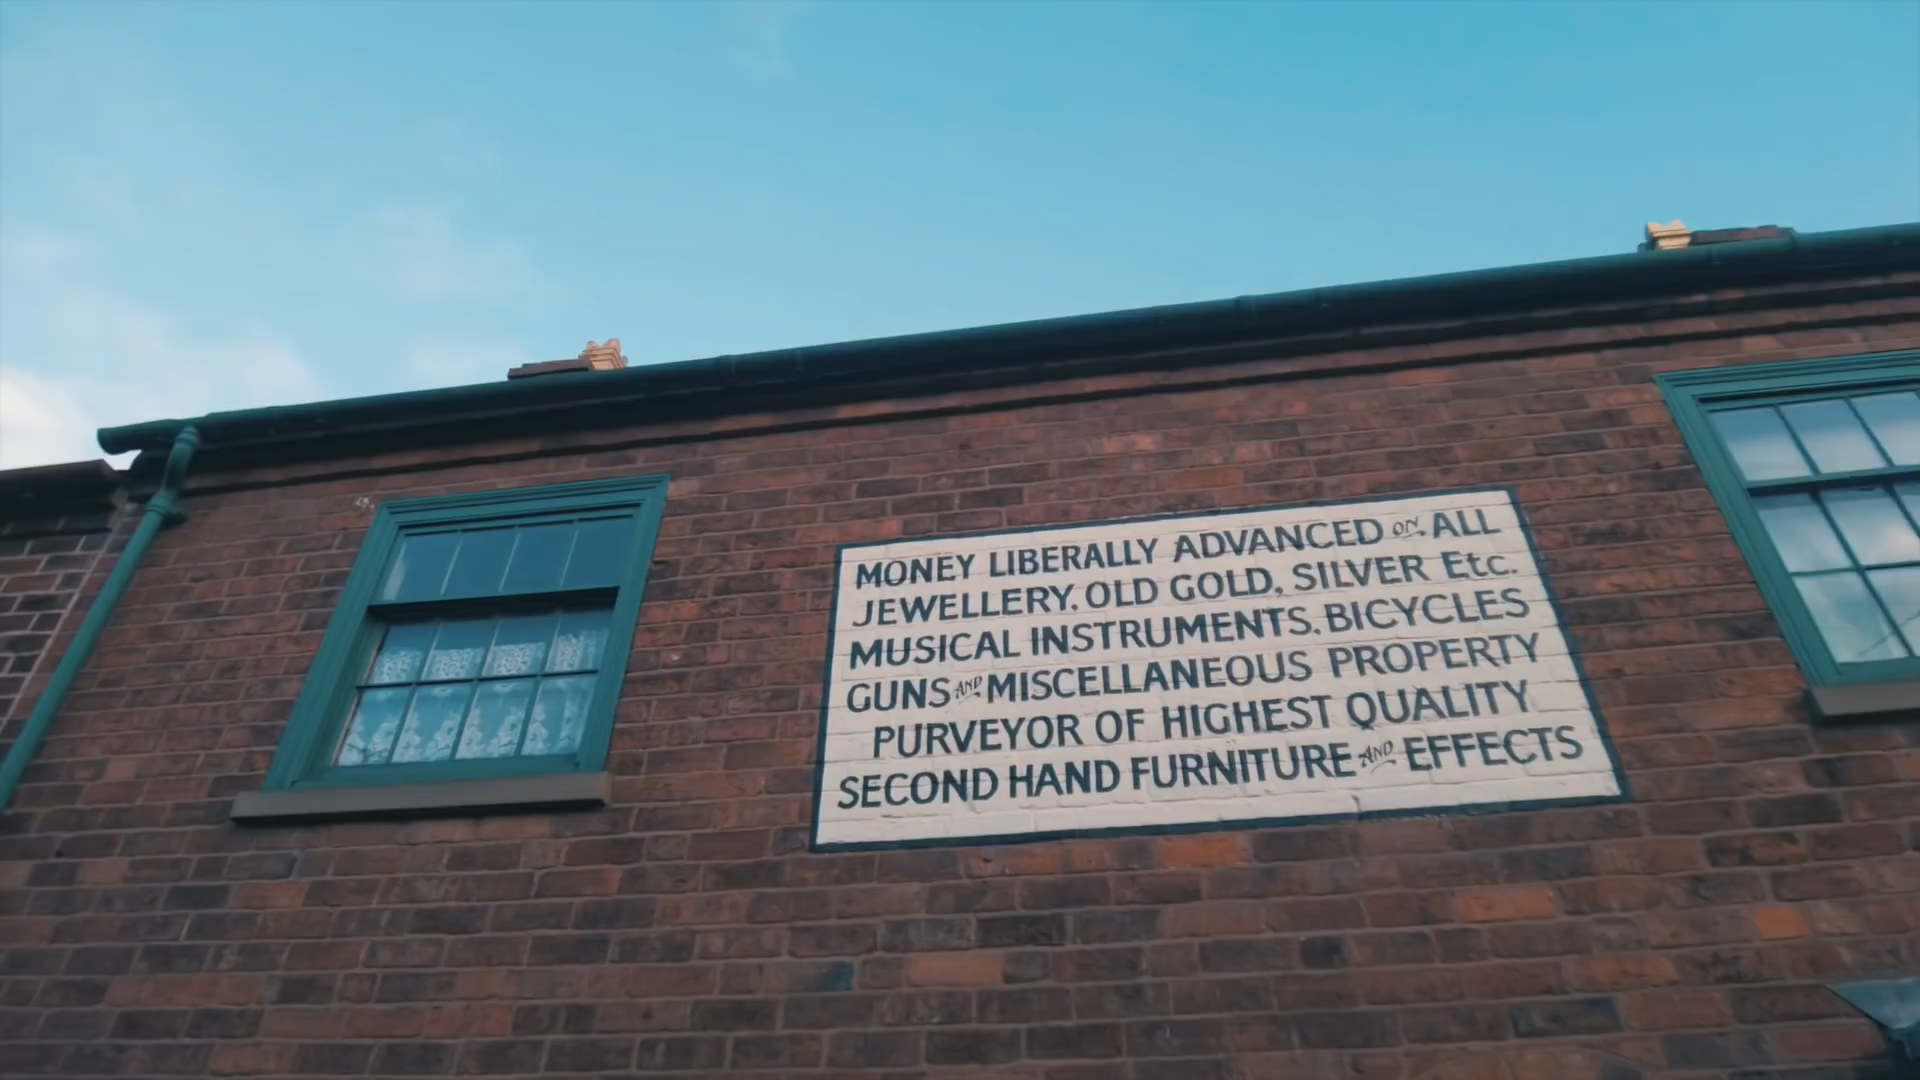 MONEY LIBERALLY ADVANCED ON ALL
JEWELLERY, OLD GOLD, SILVER Etc.
MUSICAL INSTRUMENTS, BICYCLES
GUNS AND MISCELLANEOUS PROPERTY
PURVEYOR OF HIGHEST QUALITY
SECOND HAND FURNITURE AND EFFECTS